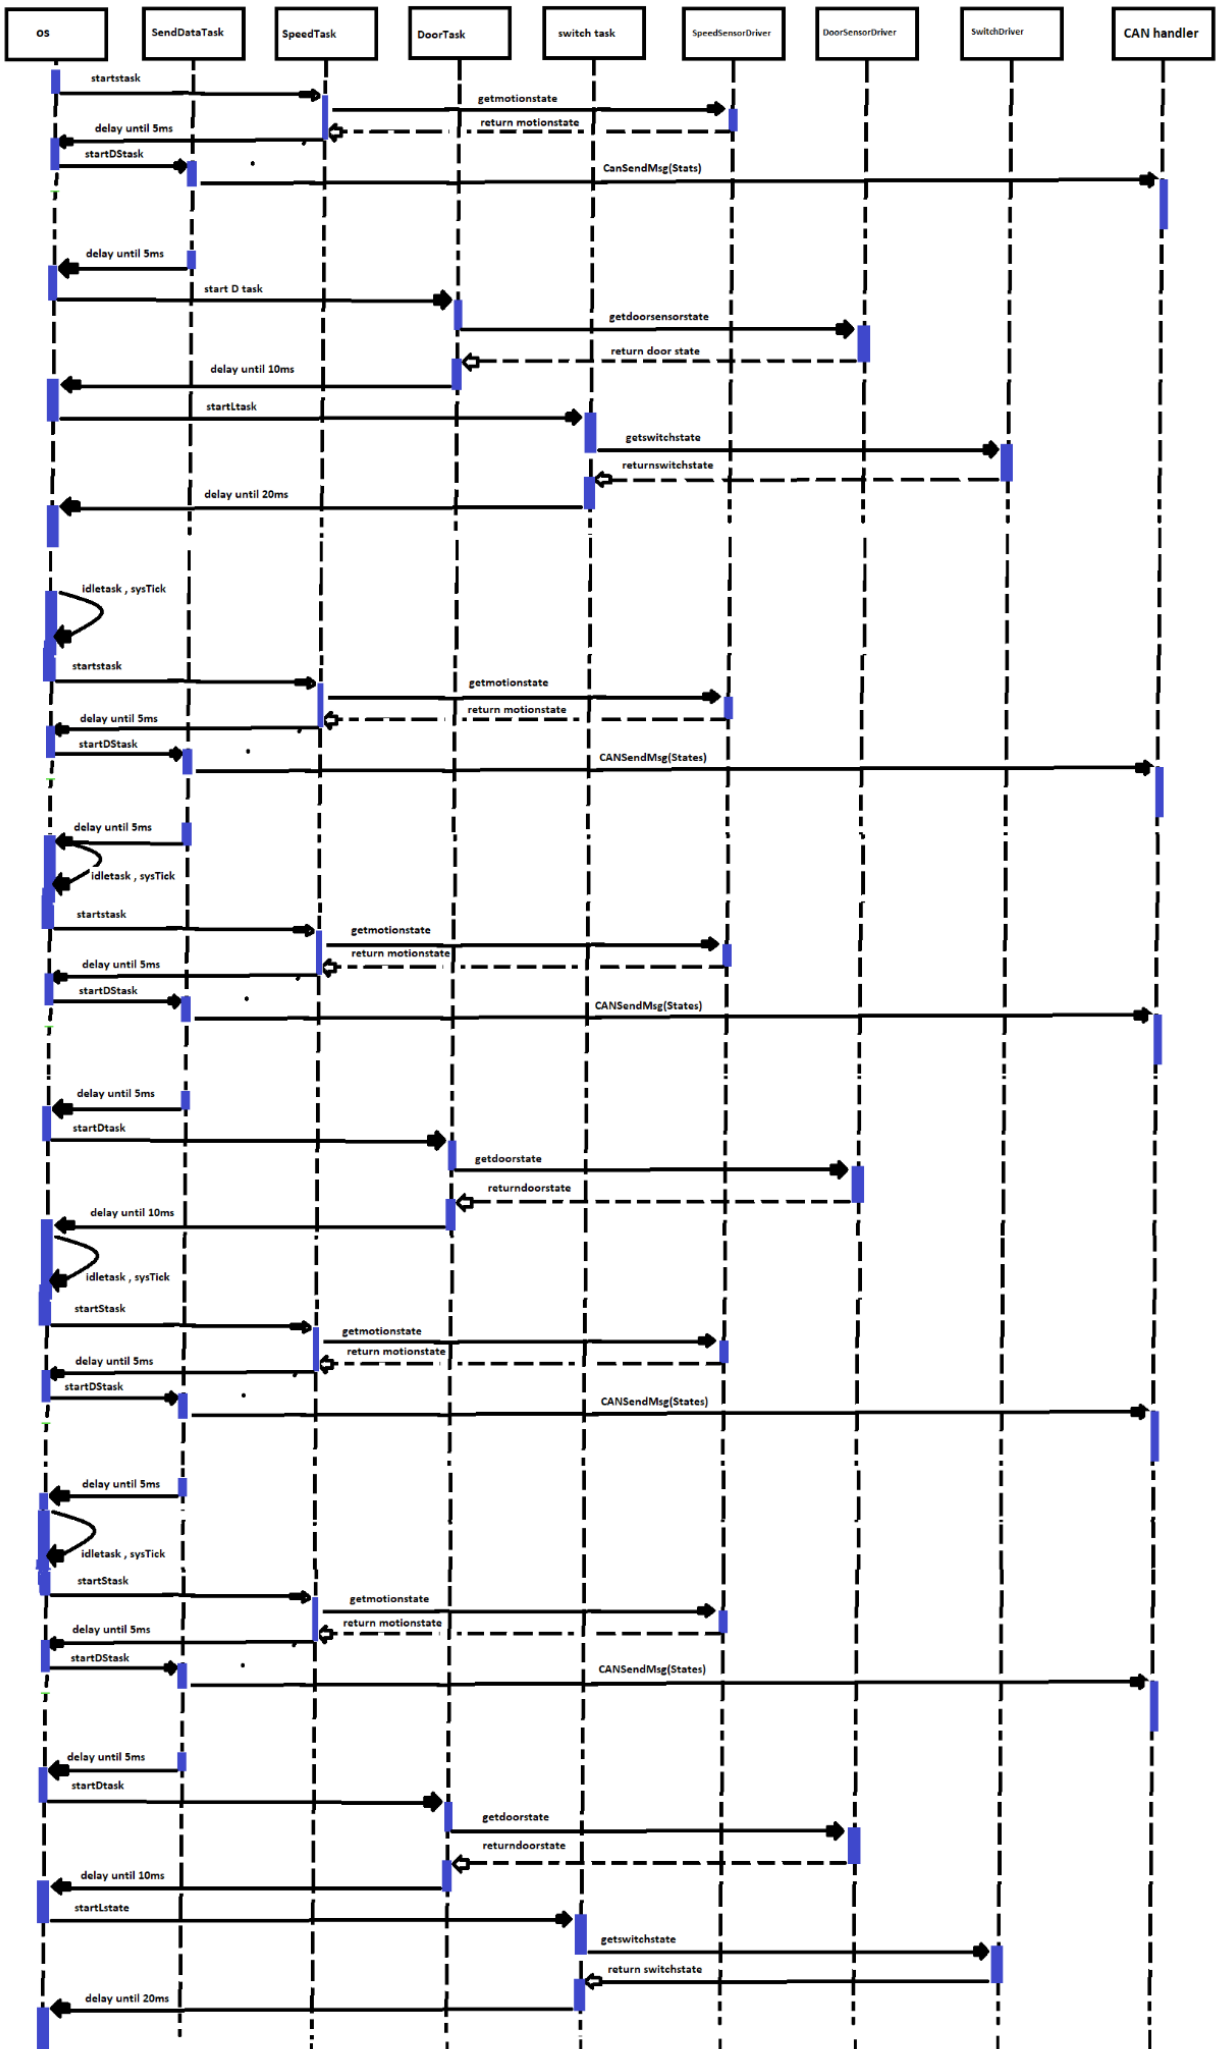 os
SendDataTask
SpeedTask
DoorTask
switch task
SpeedSensorDriver
DoorSensorDriver
SwitchDriver
CAN handler
startstask
getmotionstate
return motionstate
delay until 5ms
startDStask
CanSendMsg(Stats)
delay until 5ms
start D task
getdoorsensorstate
return door state
delay until 10ms
startLtask
getswitchstate
returnswitchstate
delay until 20ms
idletask , sysTick
startstask
getmotionstate
return motionstate
delay until 5ms
startDStask
CANSendMsg(States)
delay until 5ms
idletask , sysTick
startstask
getmotionstate
return motionstate
delay until 5ms
startDStask
CANSendMsg(States)
delay until 5ms
startDtask
getdoorstate
returndoorstate
delay until 10ms
idletask , sysTick
startStask
getmotionstate
return motionstate
delay until 5ms
startDStask
CANSendMsg(States)
delay until 5ms
idletask , sysTick
startStask
getmotionstate
return motionstate
delay until 5ms
startDStask
CANSendMsg(States)
delay until 5ms
startDtask
getdoorstate
returndoorstate
delay until 10ms
startLstate
getswitchstate
return switchstate
delay until 20ms